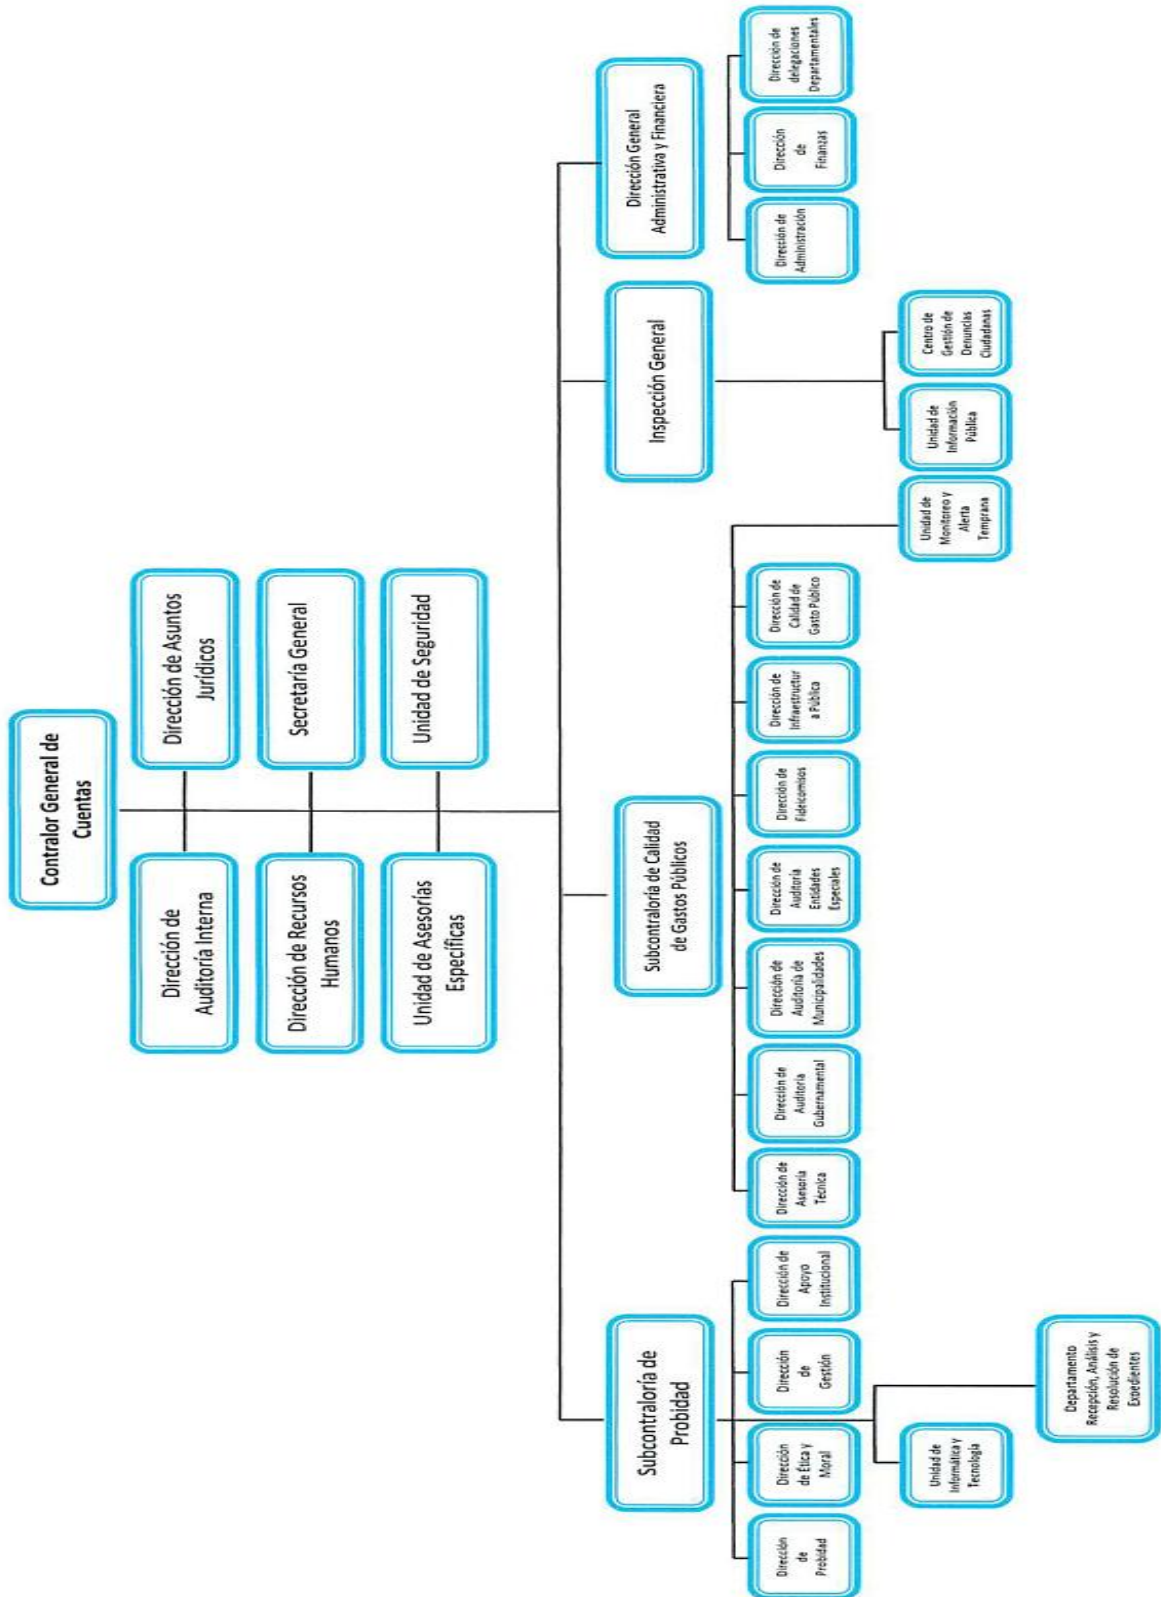 Contralor General de
Cuentas
Dirección de
Auditoría Interna
Dirección de Asuntos
Jurídicos
Dirección de Recursos
Humanos
Secretaría General
Unidad de Asesorías
Específicas
Unidad de Seguridad
Subcontraloría de
Probidad
Subcontraloría de Calidad
de Gastos Públicos
Inspección General
Dirección General
Administrativa y Financiera
Dirección
de
Probidad
Dirección
de Ética y
Moral
Dirección
de
Gestión
Dirección de
Apoyo
Institucional
Dirección de
Asesoría
Técnica
Dirección de
Auditoría
Gubernamental
Dirección de
Auditoría de
Municipalidades
Dirección de
Auditoría
Entidades
Especiales
Dirección de
Fideicomisos
Dirección de
Infraestructur
a Pública
Dirección de
Calidad de
Gasto Público
Dirección de
Administración
Dirección
de
Finanzas
Dirección de
delegaciones
Departamentales
Unidad de
Informática y
Tecnología
Unidad de
Monitoreo y
Alerta
Temprana
Unidad de
Información
Pública
Centro de
Gestión de
Denuncias
Ciudadanas
Departamento
Recepción, Análisis y
Resolución de
Expedientes